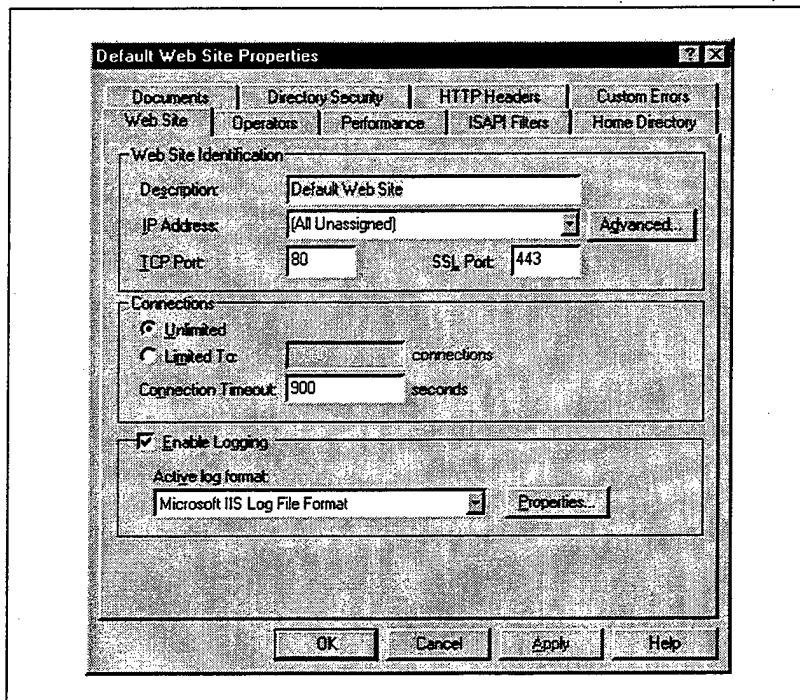 Default Web Site Properties
Documents Directory Security HTTP Headers Custom Errors
Web Site Operators Performance ISAPI Filters Home Directory
Web Site Identification
Description: Default Web Site
IP Address: (All Unassigned) Advanced...
TCP Port: 80 SSL Port: 443
Connections
Unlimited
Limited To: connections
Connection Timeout: 900 seconds
Enable Logging
Active log format:
Microsoft IIS Log File Format Properties...
OK Cancel Apply Help